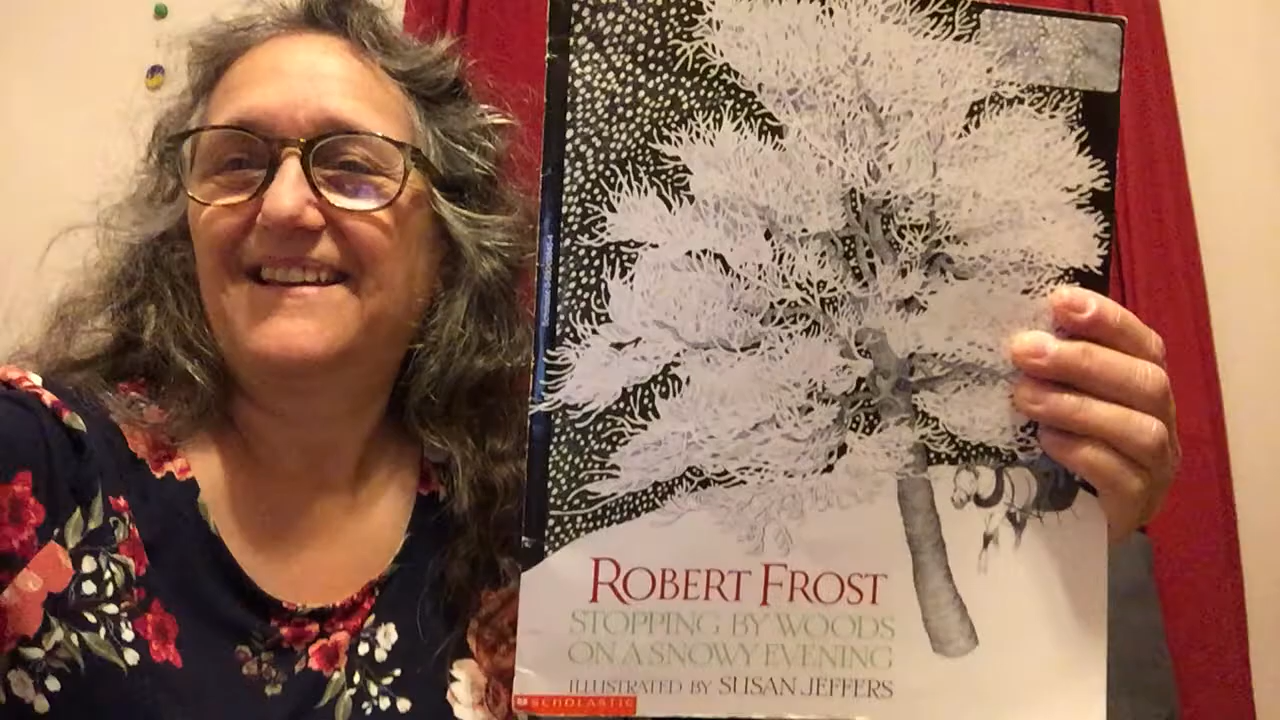 ROBERT FROST
STOPPING BY WOODS
ON A SNOWY EVENING
ILLUSTRATED BY SUSAN JEFFERS
SCHOLASTIC